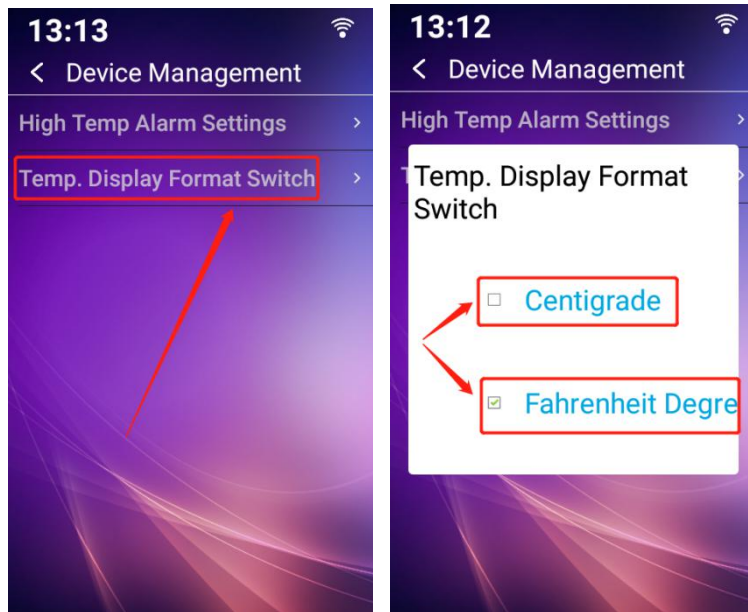 13:13
< Device Management
High Temp Alarm Settings >
Temp. Display Format Switch >
13:12
< Device Management
High Temp Alarm Settings >
Temp. Display Format
Switch
Centigrade
Fahrenheit Degre